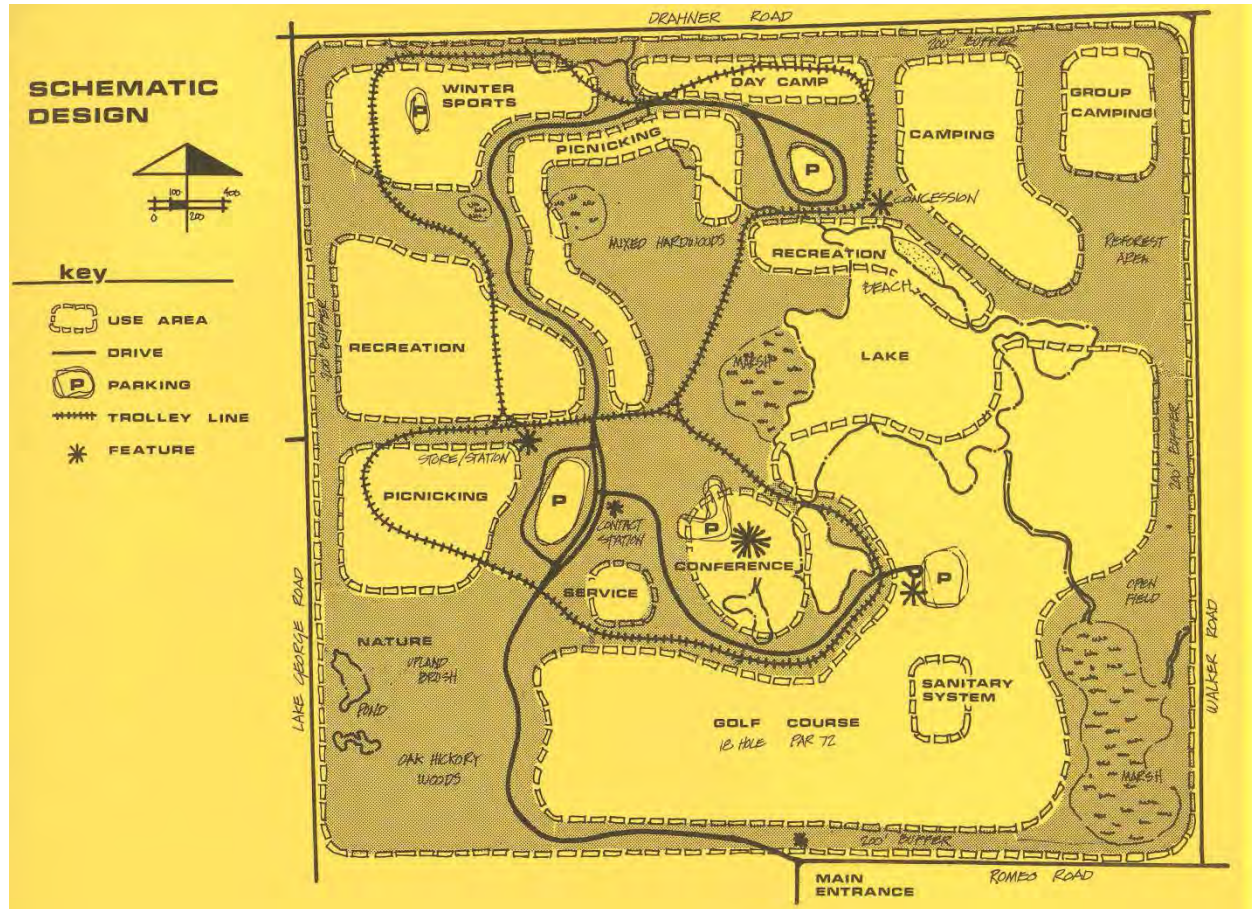 SCHEMATIC
DESIGN
100
400
0
200
key
USE AREA
DRIVE
P
PARKING
TROLLEY LINE
FEATURE
DRAHNER ROAD
200' BUFFER
WINTER
SPORTS
P
DAY CAMP
GROUP
CAMPING
CAMPING
PICNICKING
P
CONCESSION
MIXED HARDWOODS
RECREATION
BEACH
REFOREST
AREA
200' BUFFER
RECREATION
MARSH
LAKE
200' BUFFER
STORE/STATION
PICNICKING
P
CONTACT
STATION
P
CONFERENCE
P
SERVICE
OPEN
FIELD
LAKE GEORGE ROAD
WALKER ROAD
NATURE
UPLAND
BRUSH
POND
OAK HICKORY
WOODS
SANITARY
SYSTEM
GOLF COURSE
18 HOLE PAR 72
MARSH
200' BUFFER
MAIN
ENTRANCE
ROMEO ROAD